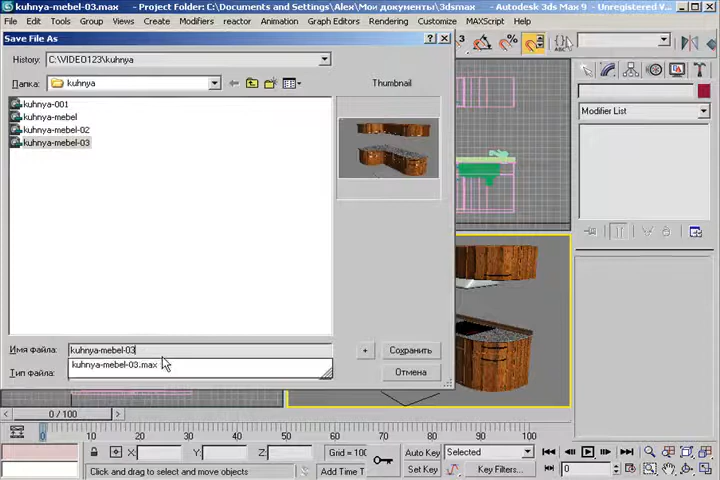 kuhnya-mebel-03.max - Project Folder: C:\Documents and Settings\Alex\Мои документы\3dsmax - Autodesk 3ds Max 9 - Unregistered V
File Edit Tools Group Views Create Modifiers reactor Animation Graph Editors Rendering Customize MAXScript Help
Save File As
3 %
History: C:\VIDEO123\kuhnya
Папка: kuhnya
Thumbnail
Modifier List
kuhnya-001
kuhnya-mebel
kuhnya-mebel-02
kuhnya-mebel-03
Имя файла: kuhnya-mebel-03 + Сохранить
kuhnya-mebel-03.max
Тип файла: Отмена
0 / 100
0 10 20 30 40 50 60 70 80 90 100
X: Y: Z: Grid = 100 Auto Key Selected
Click and drag to select and move objects Add Time T Set Key Key Filters... 0